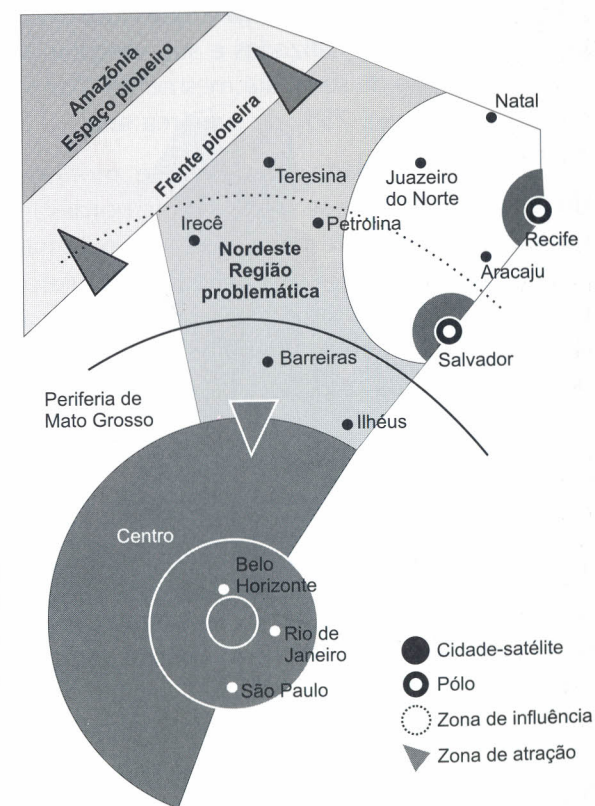 Amazônia
Espaço pioneiro
Frente pioneira
Natal
Teresina
Juazeiro
do Norte
Irecê
Petrolina
Recife
Nordeste
Região
problemática
Aracaju
Barreiras
Salvador
Periferia de
Mato Grosso
Ilhéus
Centro
Belo
Horizonte
Rio de
Janeiro
São Paulo
Cidade-satélite
Pólo
Zona de influência
Zona de atração